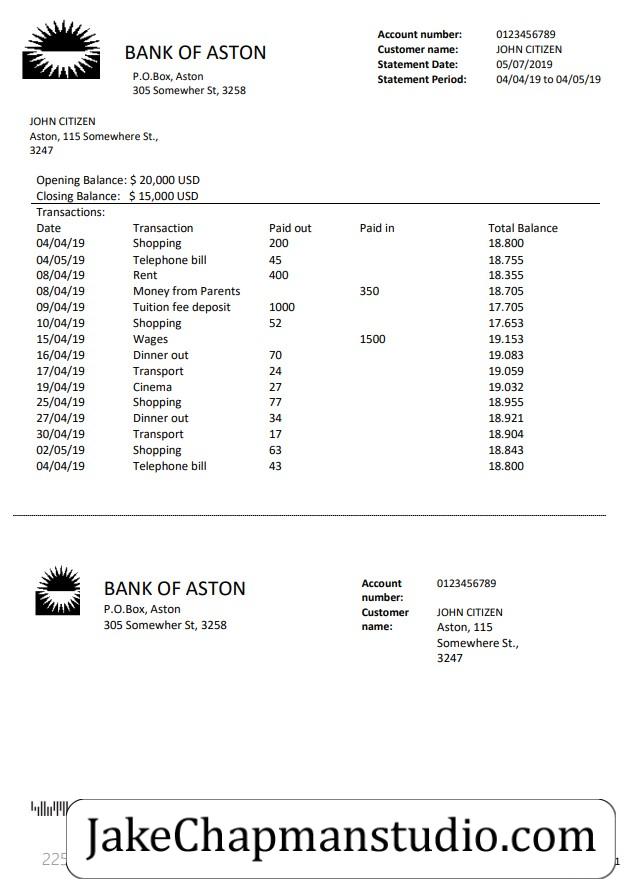 BANK OF ASTON
P.O.Box, Aston
305 Somewher St, 3258
Account number: 0123456789
Customer name: JOHN CITIZEN
Statement Date: 05/07/2019
Statement Period: 04/04/19 to 04/05/19
JOHN CITIZEN
Aston, 115 Somewhere St.,
3247
Opening Balance: $ 20,000 USD
Closing Balance: $ 15,000 USD
Transactions:
Date Transaction Paid out Paid in Total Balance
04/04/19 Shopping 200 18.800
04/05/19 Telephone bill 45 18.755
08/04/19 Rent 400 18.355
08/04/19 Money from Parents 350 18.705
09/04/19 Tuition fee deposit 1000 17.705
10/04/19 Shopping 52 17.653
15/04/19 Wages 1500 19.153
16/04/19 Dinner out 70 19.083
17/04/19 Transport 24 19.059
19/04/19 Cinema 27 19.032
25/04/19 Shopping 77 18.955
27/04/19 Dinner out 34 18.921
30/04/19 Transport 17 18.904
02/05/19 Shopping 63 18.843
04/04/19 Telephone bill 43 18.800
BANK OF ASTON
P.O.Box, Aston
305 Somewher St, 3258
Account 0123456789
number:
Customer JOHN CITIZEN
name: Aston, 115
Somewhere St.,
3247
JakeChapmanstudio.com
225
1